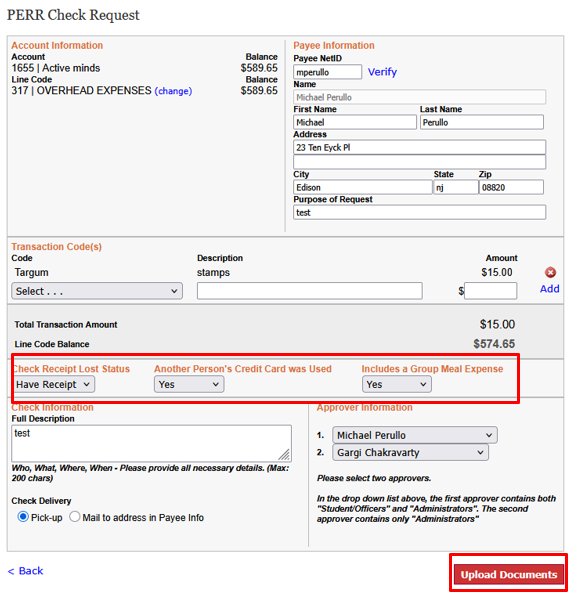 PERR Check Request
Account Information
Account Balance
1655 | Active minds $589.65
Line Code Balance
317 | OVERHEAD EXPENSES (change) $589.65
Payee Information
Payee NetID
mperullo Verify
Name
Michael Perullo
First Name Last Name
Michael Perullo
Address
23 Ten Eyck Pl
City State Zip
Edison nj 08820
Purpose of Request
test
Transaction Code(s)
Code Description Amount
Targum stamps $15.00
Select . . . $ Add
Total Transaction Amount $15.00
Line Code Balance $574.65
Check Receipt Lost Status Another Person's Credit Card was Used Includes a Group Meal Expense
Have Receipt Yes Yes
Check Information
Full Description
test
Who, What, Where, When - Please provide all necessary details. (Max:
200 chars)
Check Delivery
Pick-up Mail to address in Payee Info
Approver Information
1. Michael Perullo
2. Gargi Chakravarty
Please select two approvers.
In the drop down list above, the first approver contains both
"Student/Officers" and "Administrators". The second
approver contains only "Administrators"
< Back
Upload Documents